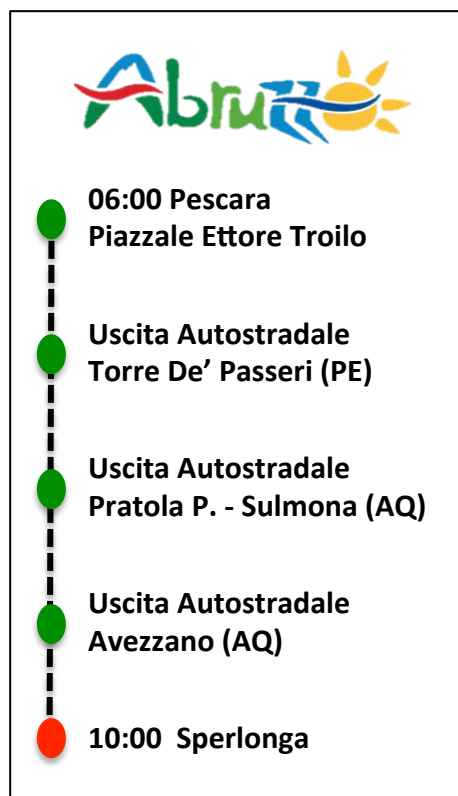 Abruzzo
06:00 Pescara
Piazzale Ettore Troilo
Uscita Autostradale
Torre De’ Passeri (PE)
Uscita Autostradale
Pratola P. - Sulmona (AQ)
Uscita Autostradale
Avezzano (AQ)
10:00 Sperlonga